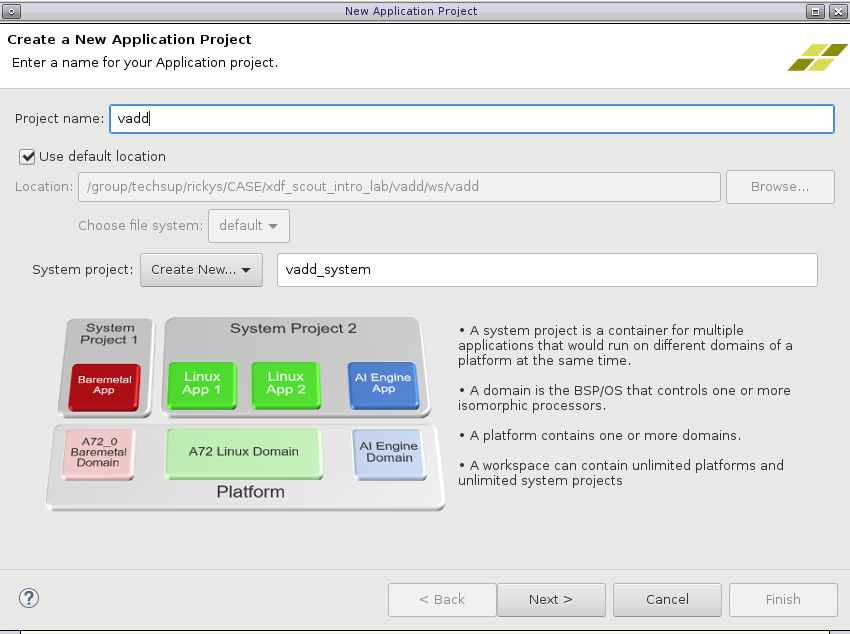 New Application Project
Create a New Application Project
Enter a name for your Application project.
Project name: vadd
Use default location
Location: /group/techsup/rickys/CASE/xdf_scout_intro_lab/vadd/ws/vadd Browse...
Choose file system: default
System project: Create New... vadd_system
System
Project 1
Baremetal
App
System Project 2
Linux
App 1
Linux
App 2
AI Engine
App
A72_0
Baremetal
Domain
A72 Linux Domain
AI Engine
Domain
Platform
• A system project is a container for multiple
applications that would run on different domains of a
platform at the same time.
• A domain is the BSP/OS that controls one or more
isomorphic processors.
• A platform contains one or more domains.
• A workspace can contain unlimited platforms and
unlimited system projects
? < Back Next > Cancel Finish